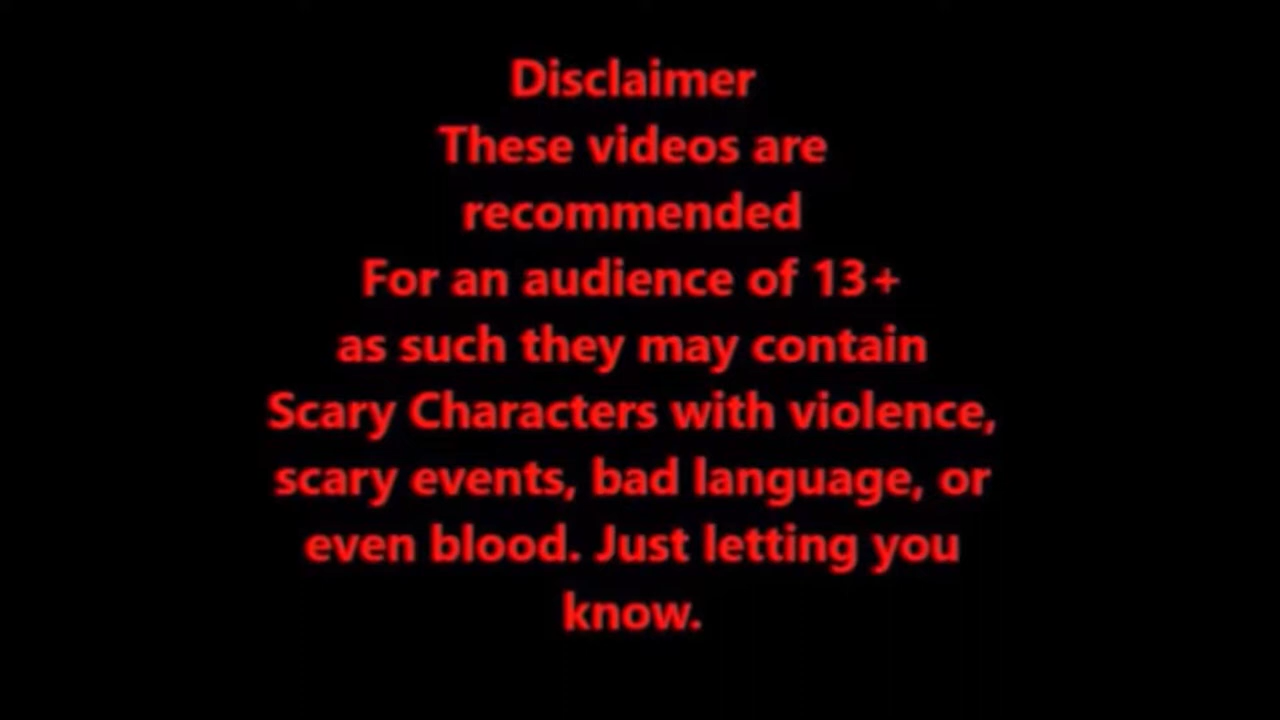 Disclaimer
These videos are
recommended
For an audience of 13+
as such they may contain
Scary Characters with violence,
scary events, bad language, or
even blood. Just letting you
know.